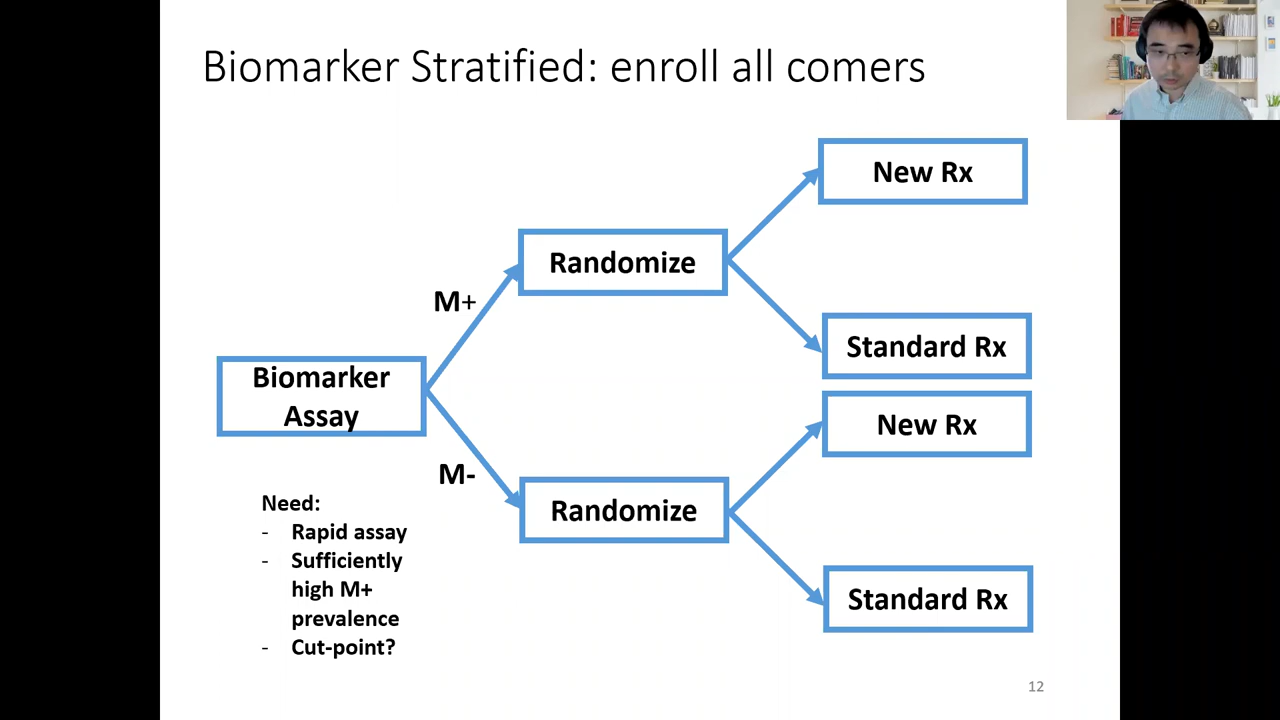 Biomarker Stratified: enroll all comers
New Rx
Randomize
M+
Standard Rx
Biomarker
Assay
New Rx
M-
Randomize
Standard Rx
Need:
- Rapid assay
- Sufficiently
high M+
prevalence
- Cut-point?
12